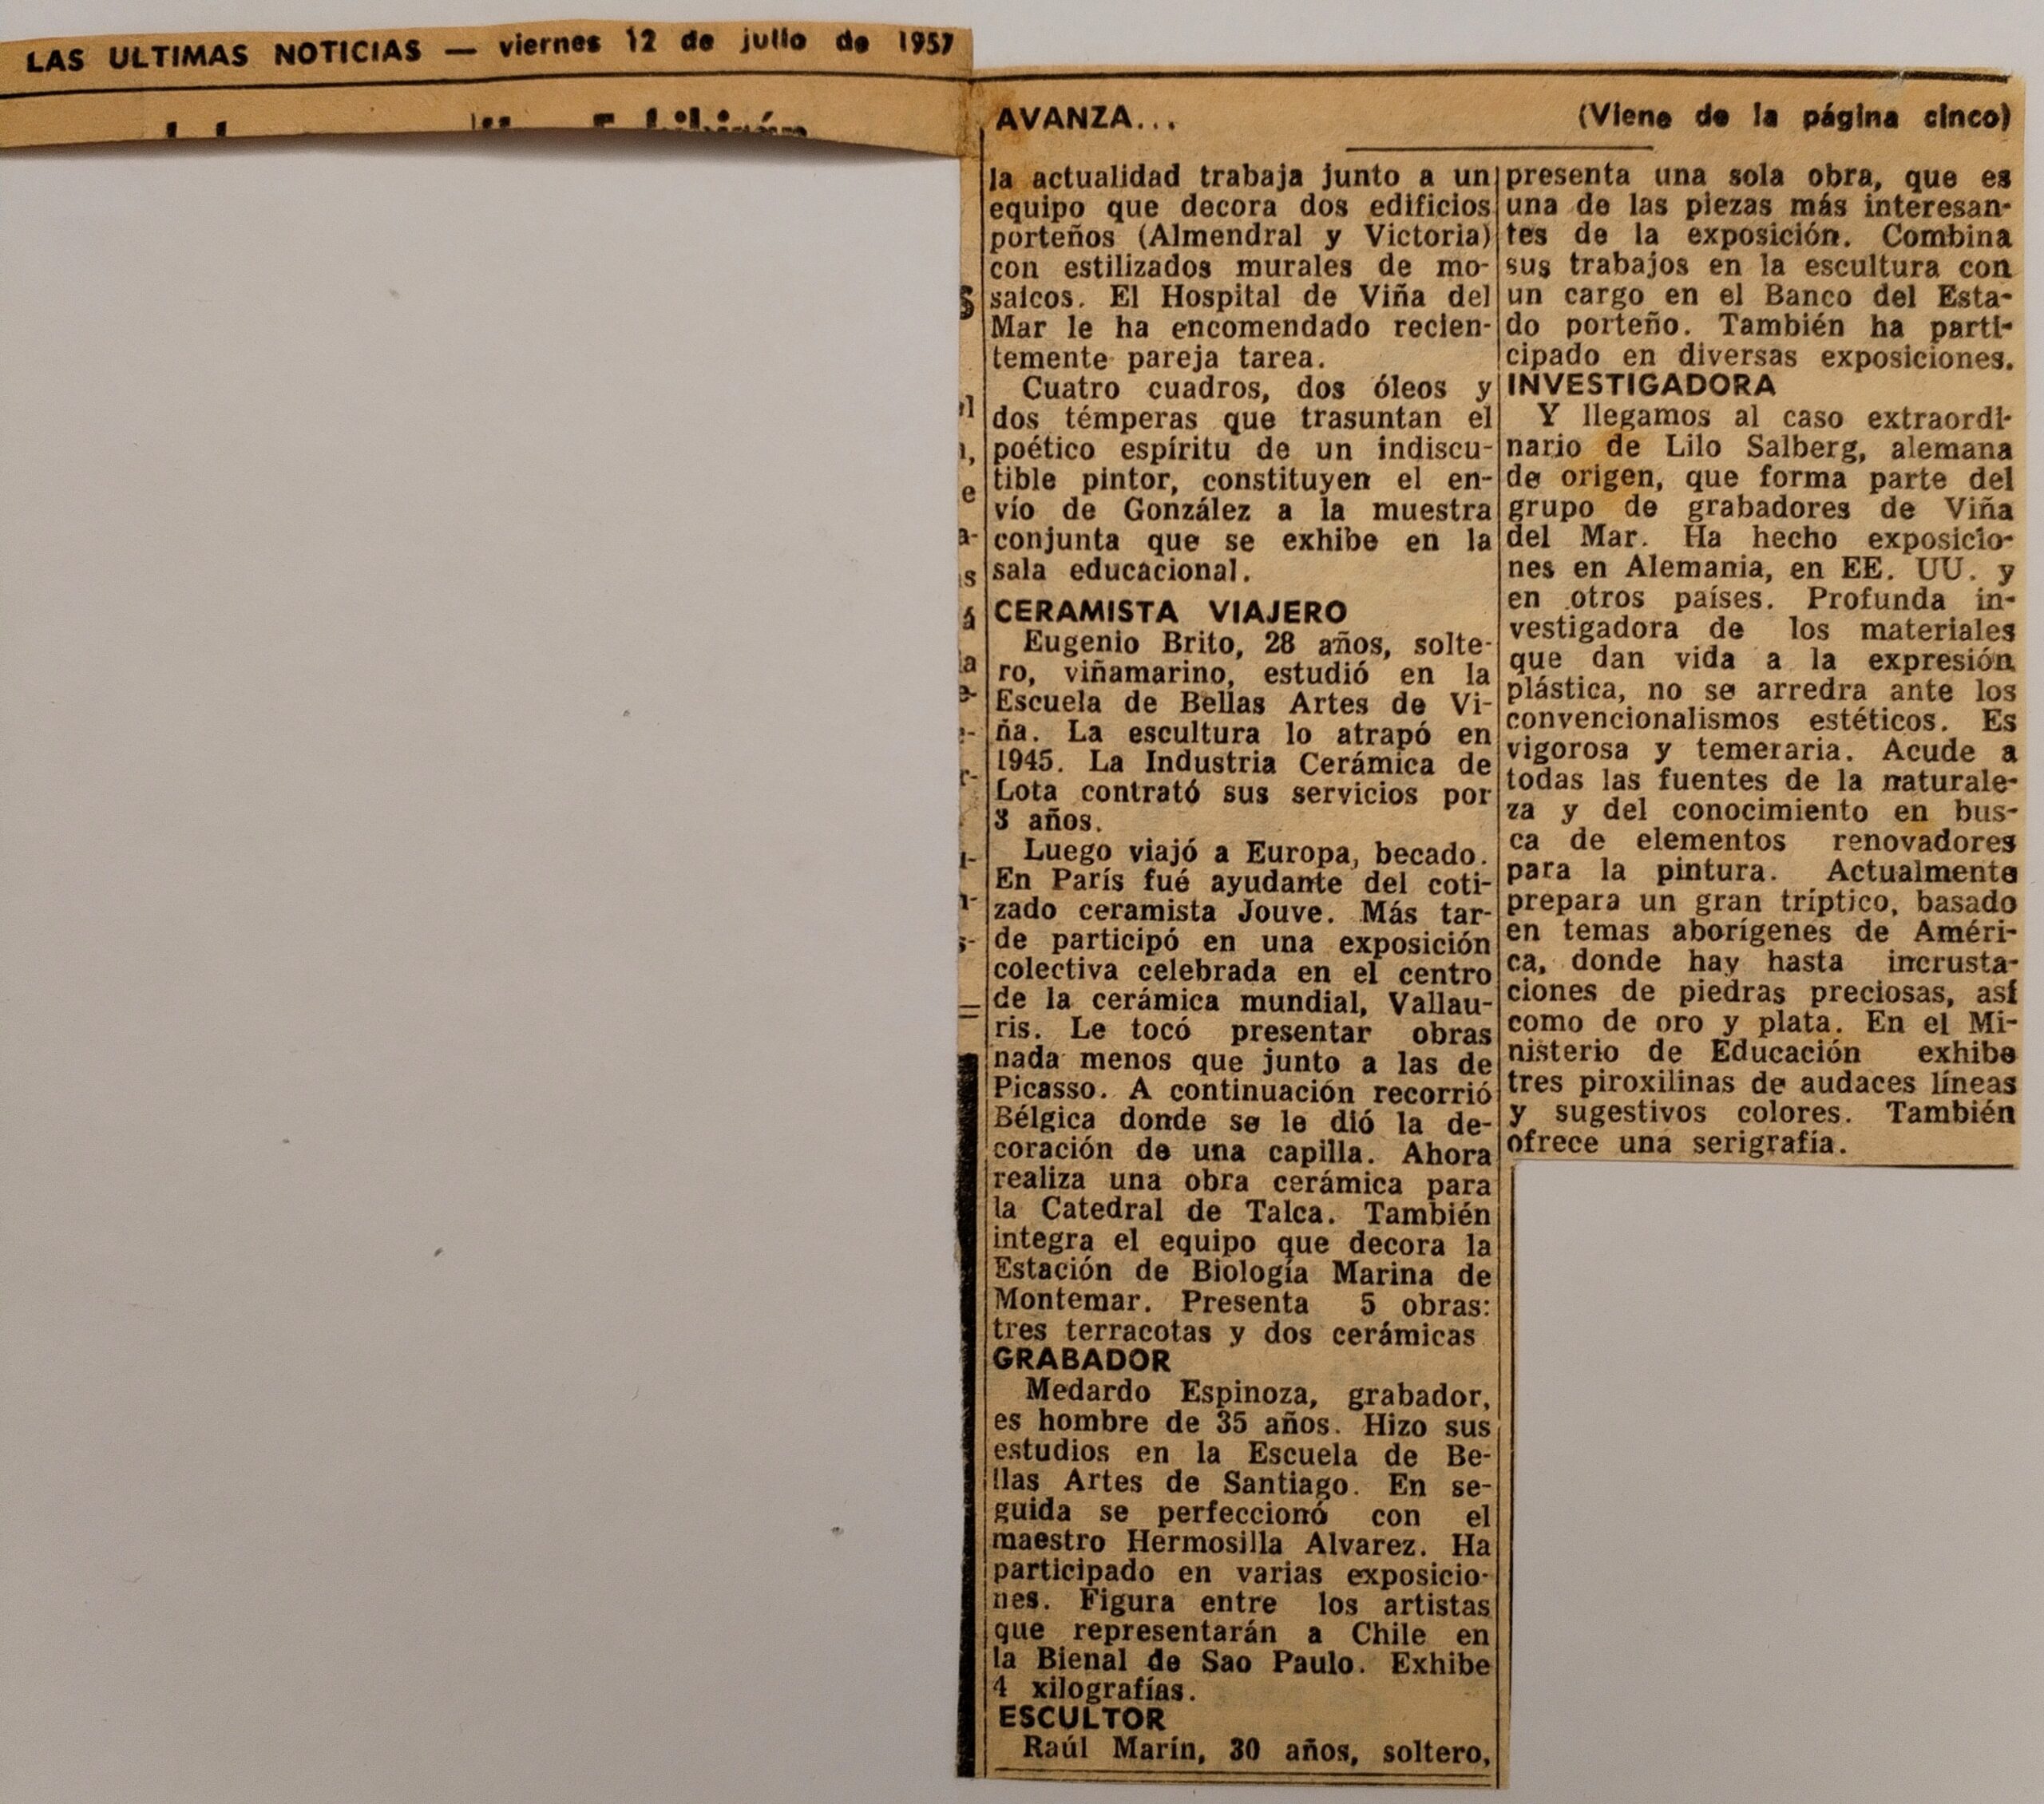 LAS ULTIMAS NOTICIAS — viernes 12 de julio de 1957
AVANZA...
(Viene de la página cinco)
la actualidad trabaja junto a un
equipo que decora dos edificios
porteños (Almendral y Victoria)
con estilizados murales de mo-
saicos. El Hospital de Viña del
Mar le ha encomendado recien-
temente pareja tarea.
Cuatro cuadros, dos óleos y
dos témperas que trasuntan el
poético espíritu de un indiscu-
tible pintor, constituyen el en-
vío de González a la muestra
conjunta que se exhibe en la
sala educacional.
CERAMISTA VIAJERO
Eugenio Brito, 28 años, solte-
ro, viñamarino, estudió en la
Escuela de Bellas Artes de Vi-
ña. La escultura lo atrapó en
1945. La Industria Cerámica de
Lota contrató sus servicios por
3 años.
Luego viajó a Europa, becado.
En París fué ayudante del coti-
zado ceramista Jouve. Más tar-
de participó en una exposición
colectiva celebrada en el centro
de la cerámica mundial, Vallau-
ris. Le tocó presentar obras
nada menos que junto a las de
Picasso. A continuación recorrió
Bélgica donde se le dió la de-
coración de una capilla. Ahora
realiza una obra cerámica para
la Catedral de Talca. También
integra el equipo que decora la
Estación de Biología Marina de
Montemar. Presenta 5 obras:
tres terracotas y dos cerámicas
GRABADOR
Medardo Espinoza, grabador,
es hombre de 35 años. Hizo sus
estudios en la Escuela de Be-
llas Artes de Santiago. En se-
guida se perfeccionó con el
maestro Hermosilla Alvarez. Ha
participado en varias exposicio-
nes. Figura entre los artistas
que representarán a Chile en
la Bienal de Sao Paulo. Exhibe
4 xilografías.
ESCULTOR
Raúl Marín, 30 años, soltero,
presenta una sola obra, que es
una de las piezas más interesan-
tes de la exposición. Combina
sus trabajos en la escultura con
un cargo en el Banco del Esta-
do porteño. También ha parti-
cipado en diversas exposiciones.
INVESTIGADORA
Y llegamos al caso extraordi-
nario de Lilo Salberg, alemana
de origen, que forma parte del
grupo de grabadores de Viña
del Mar. Ha hecho exposicio-
nes en Alemania, en EE. UU. y
en otros países. Profunda in-
vestigadora de los materiales
que dan vida a la expresión
plástica, no se arredra ante los
convencionalismos estéticos. Es
vigorosa y temeraria. Acude a
todas las fuentes de la naturale-
za y del conocimiento en bus-
ca de elementos renovadores
para la pintura. Actualmente
prepara un gran tríptico, basado
en temas aborígenes de Améri-
ca, donde hay hasta incrusta-
ciones de piedras preciosas, así
como de oro y plata. En el Mi-
nisterio de Educación exhibe
tres piroxilinas de audaces líneas
y sugestivos colores. También
ofrece una serigrafía.